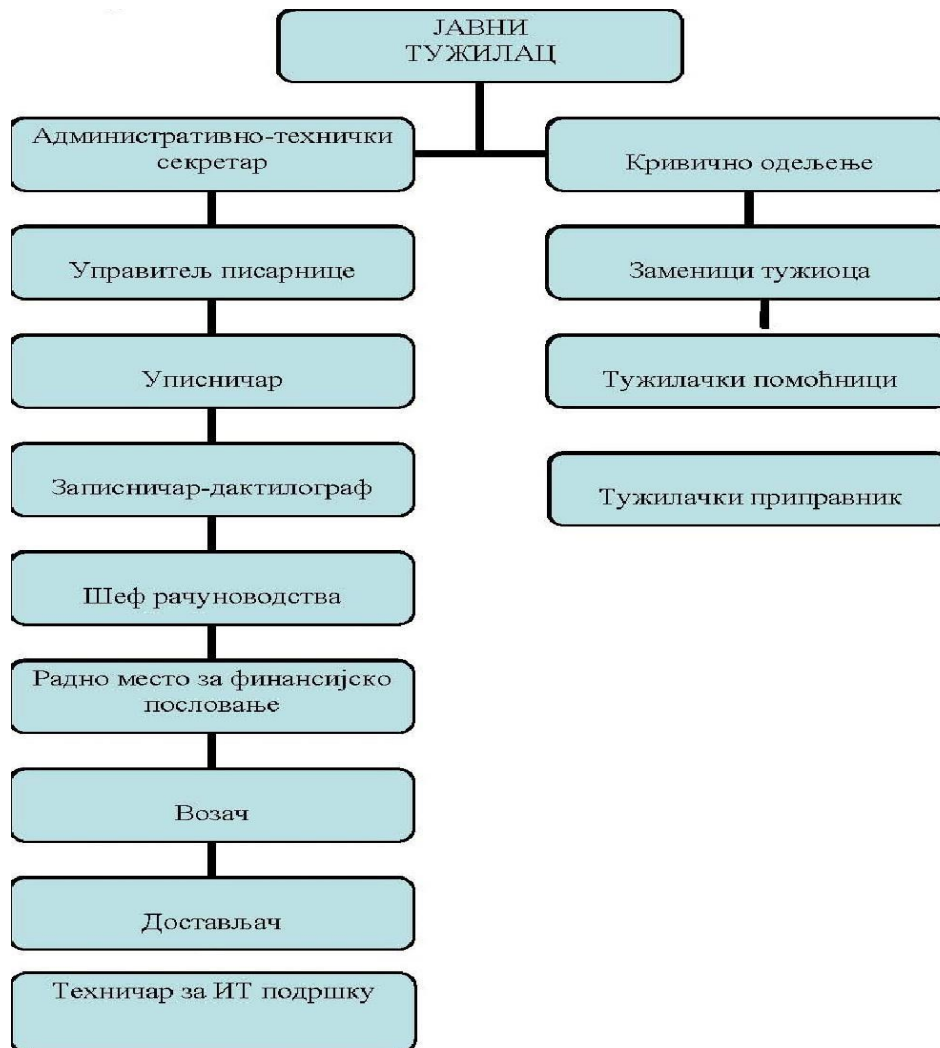 ЈАВНИ
ТУЖИЛАЦ
Административно-технички
секретар
Кривично одељење
Управитељ писарнице
Заменици тужиоца
Уписничар
Тужилачки помоћници
Записничар-дактилограф
Тужилачки приправник
Шеф рачуноводства
Радно место за финансијско
пословање
Возач
Достављач
Техничар за ИТ подршку